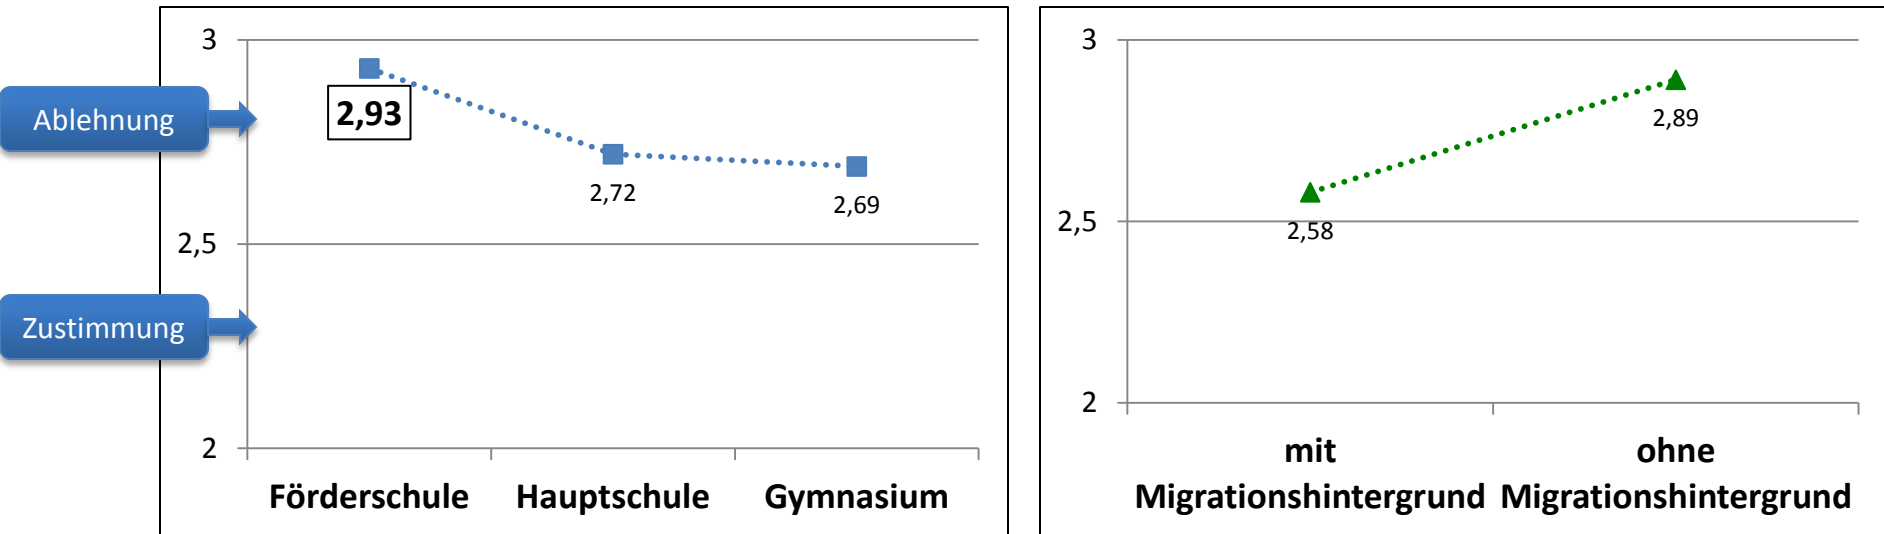 3
Ablehnung
2,93
2,72
2,69
2,5
Zustimmung
2
Förderschule Hauptschule Gymnasium
3
2,89
2,5
2,58
2
mit ohne
Migrationshintergrund Migrationshintergrund